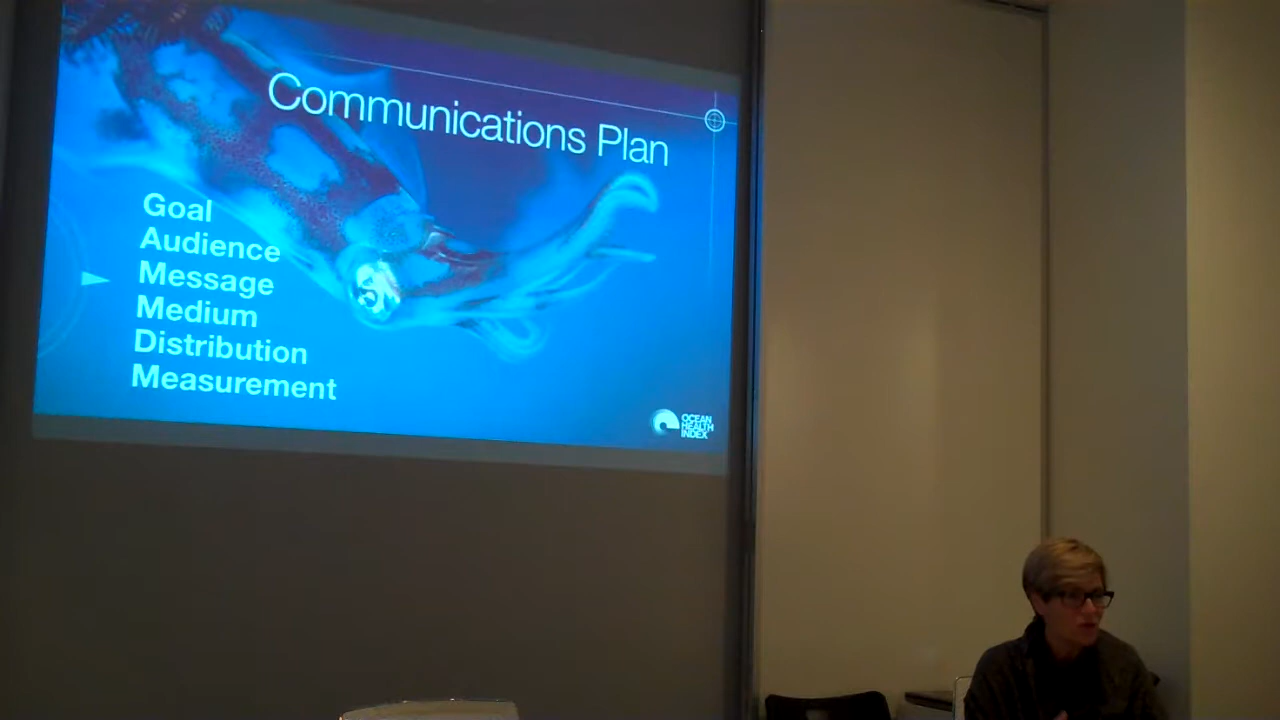 Communications Plan
Goal
Audience
Message
Medium
Distribution
Measurement
OCEAN
HEALTH
INDEX